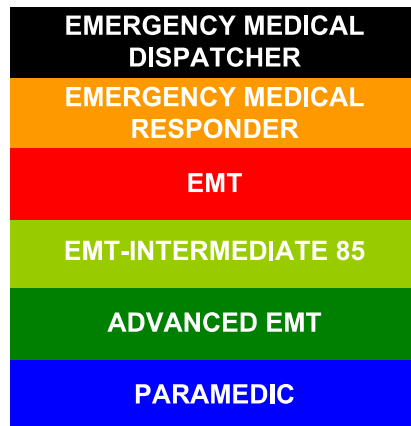 EMERGENCY MEDICAL
DISPATCHER
EMERGENCY MEDICAL
RESPONDER
EMT
EMT-INTERMEDIATE 85
ADVANCED EMT
PARAMEDIC